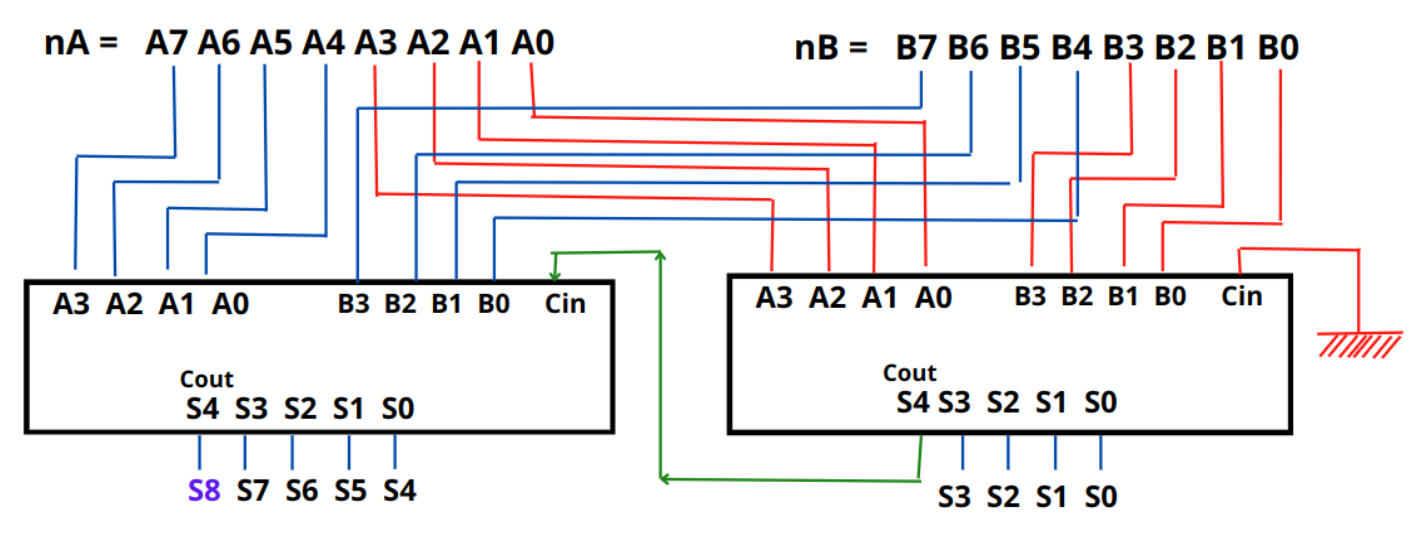 nA = A7 A6 A5 A4 A3 A2 A1 A0
nB = B7 B6 B5 B4 B3 B2 B1 B0
A3 A2 A1 A0 B3 B2 B1 B0 Cin
Cout
S4 S3 S2 S1 S0
S8 S7 S6 S5 S4
A3 A2 A1 A0 B3 B2 B1 B0 Cin
Cout
S4 S3 S2 S1 S0
S3 S2 S1 S0